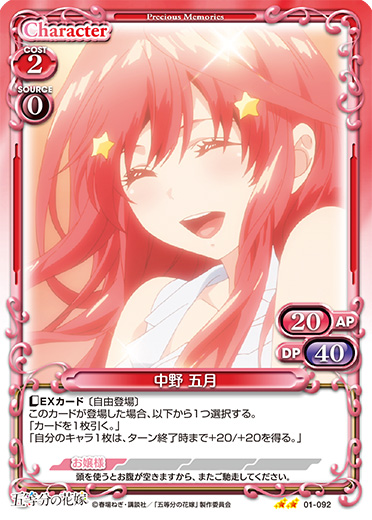 Precious Memories
Character
COST
2
SOURCE
0
20 AP
DP 40
中野 五月
EXカード〔自由登場〕
このカードが登場した場合、以下から1つ選択する。
「カードを1枚引く。」
「自分のキャラ1枚は、ターン終了時まで+20/+20を得る。」
お嬢様
頭を使うとお腹が空きますから、またご馳走してください。
五等分の花嫁
©春場ねぎ・講談社／「五等分の花嫁」製作委員会
01-092